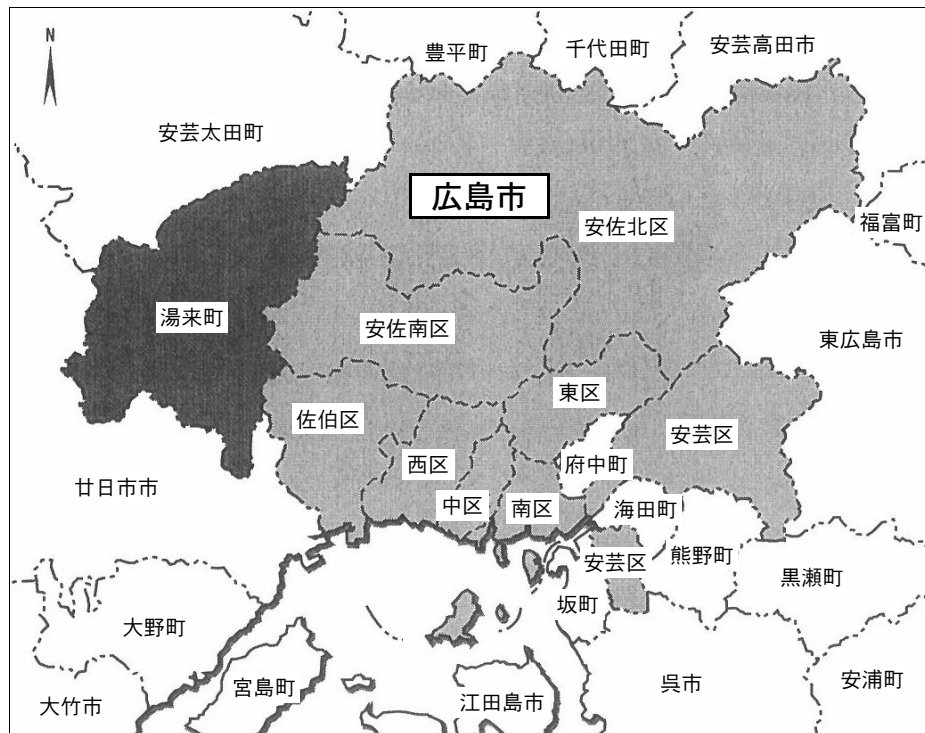 N
豊平町
千代田町
安芸高田市
安芸太田町
広島市
安佐北区
福富町
湯来町
安佐南区
東広島市
東区
佐伯区
安芸区
西区
府中町
廿日市市
中区
南区
海田町
安芸区
熊野町
黒瀬町
坂町
大野町
宮島町
江田島市
呉市
安浦町
大竹市